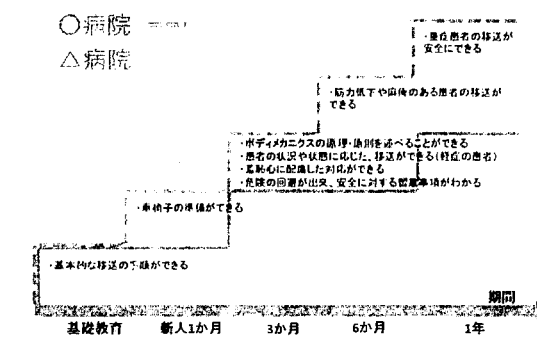 ○病院
△病院
・重症患者の移送が
安全にできる
・筋力低下や麻痺のある患者の移送が
できる
・ボディメカニクスの原理・原則を述べることができる
・患者の状況や状態に応じた、移送ができる(軽症の患者)
・羞恥心に配慮した対応ができる
・危険の回避が出来、安全に対する留意事項がわかる
・車椅子の準備ができる
・基本的な移送の手順ができる
期間
基礎教育 新人1か月 3か月 6か月 1年